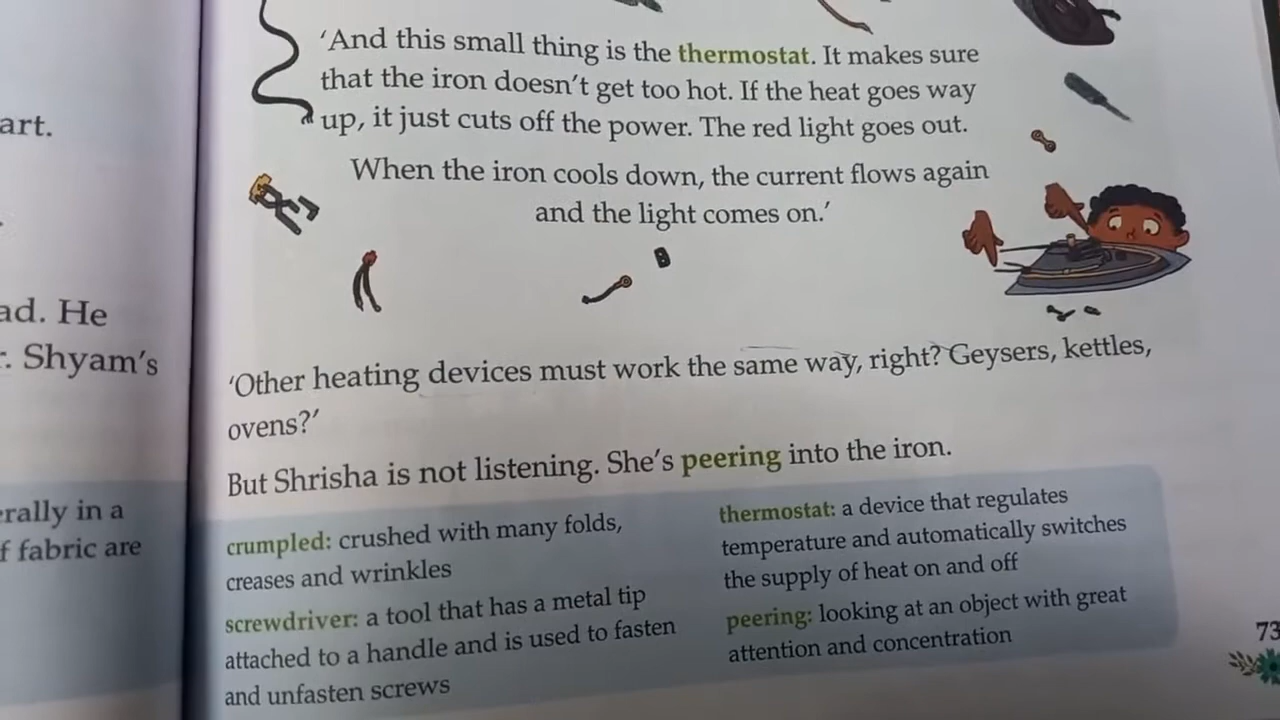 art.
ad. He
r. Shyam's
erally in a
f fabric are
'And this small thing is the thermostat. It makes sure
that the iron doesn't get too hot. If the heat goes way
up, it just cuts off the power. The red light goes out.
When the iron cools down, the current flows again
and the light comes on.'
'Other heating devices must work the same way, right? Geysers, kettles,
ovens?'
But Shrisha is not listening. She's peering into the iron.
crumpled: crushed with many folds,
creases and wrinkles
screwdriver: a tool that has a metal tip
attached to a handle and is used to fasten
and unfasten screws
thermostat: a device that regulates
temperature and automatically switches
the supply of heat on and off
peering: looking at an object with great
attention and concentration
73